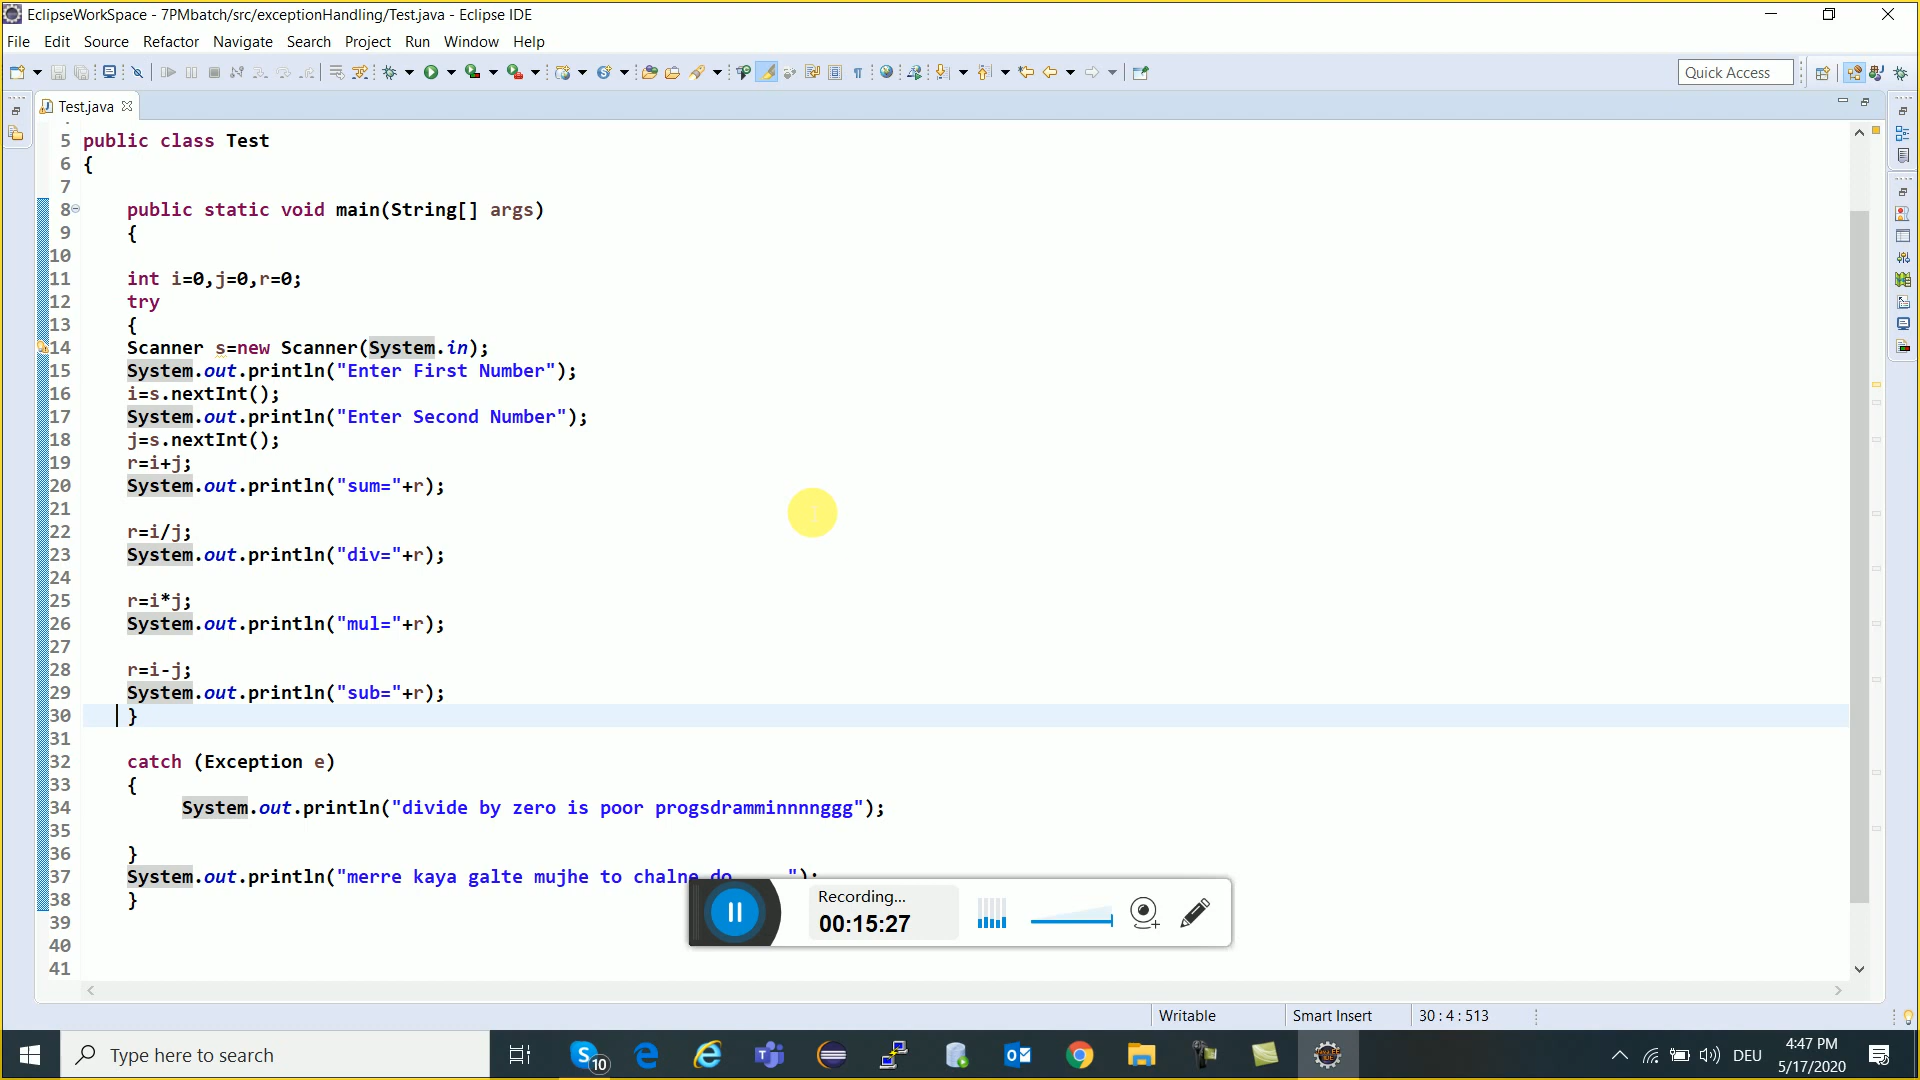 EclipseWorkSpace - 7PMbatch/src/exceptionHandling/Test.java - Eclipse IDE
File Edit Source Refactor Navigate Search Project Run Window Help
Quick Access
Test.java
5 public class Test
6 {
7
8 public static void main(String[] args)
9 {
10
11 int i=0,j=0,r=0;
12 try
13 {
14 Scanner s=new Scanner(System.in);
15 System.out.println("Enter First Number");
16 i=s.nextInt();
17 System.out.println("Enter Second Number");
18 j=s.nextInt();
19 r=i+j;
20 System.out.println("sum="+r);
21
22 r=i/j;
23 System.out.println("div="+r);
24
25 r=i*j;
26 System.out.println("mul="+r);
27
28 r=i-j;
29 System.out.println("sub="+r);
30 }
31
32 catch (Exception e)
33 {
34 System.out.println("divide by zero is poor progsdramminnnnggg");
35
36 }
37 System.out.println("merre kaya galte mujhe to chalne do ");
38 }
39
40
41
Recording...
00:15:27
Writable Smart Insert 30 : 4 : 513
Type here to search
10
DEU
4:47 PM
5/17/2020